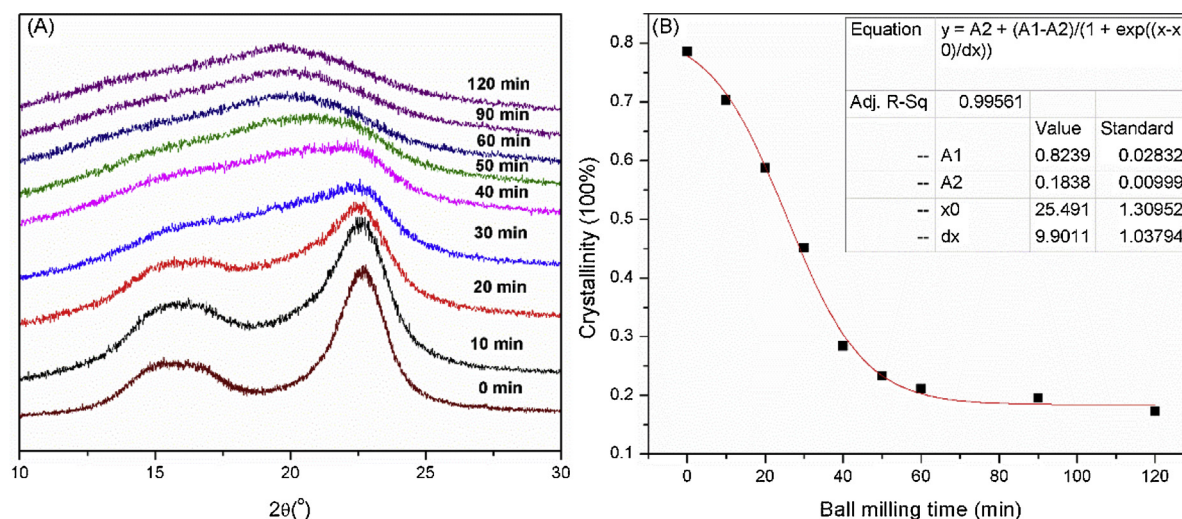 (A)
120 min
90 min
60 min
50 min
40 min
30 min
20 min
10 min
0 min
10 15 20 25 30
2θ(°)
(B)
Equation y = A2 + (A1-A2)/(1 + exp((x-x
0)/dx))
Adj. R-Sq 0.99561
Value Standard
-- A1 0.8239 0.02832
-- A2 0.1838 0.00999
-- x0 25.491 1.30952
-- dx 9.9011 1.03794
Crystallinity (100%)
0.8
0.7
0.6
0.5
0.4
0.3
0.2
0.1
0 20 40 60 80 100 120
Ball milling time (min)